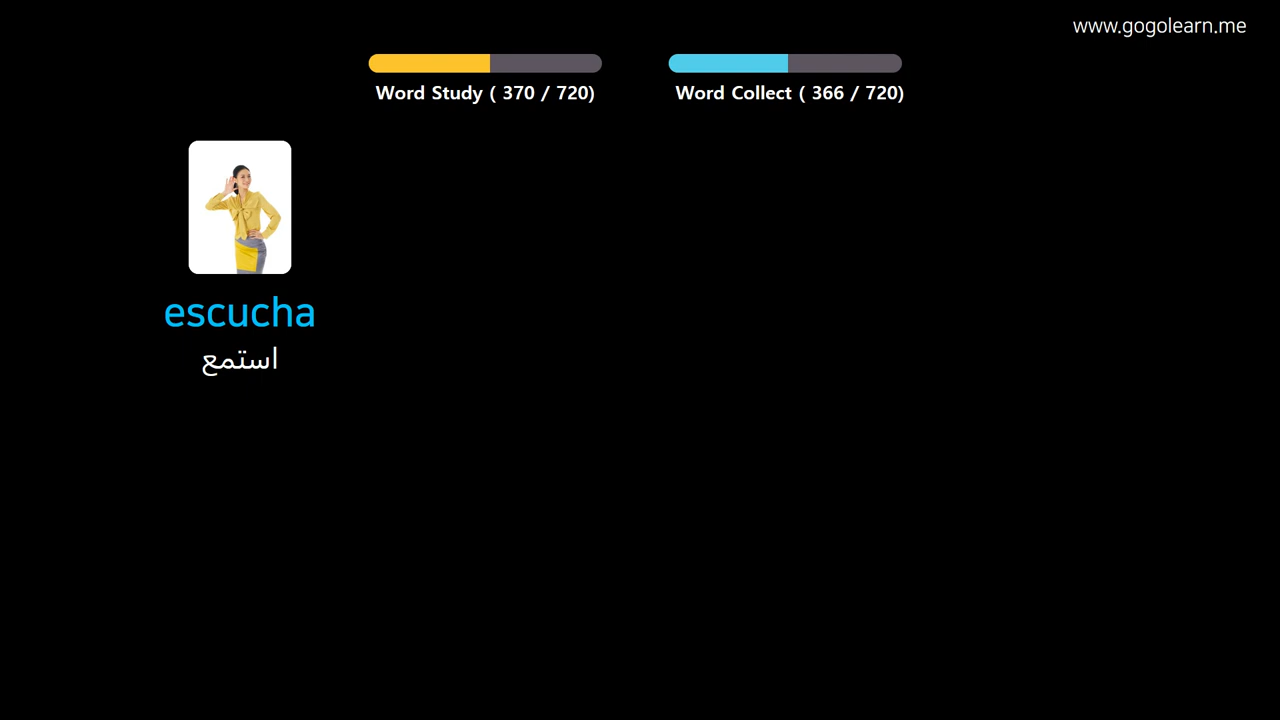 www.gogolearn.me
Word Study ( 370 / 720)
Word Collect ( 366 / 720)
escucha
استمع